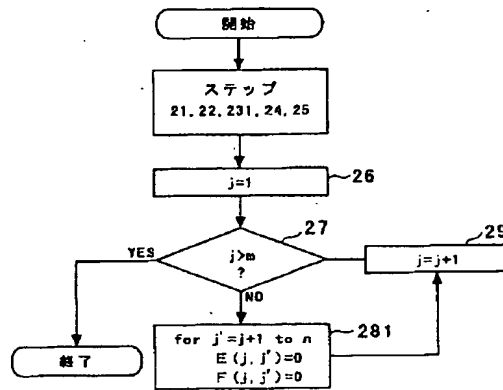 開始
ステップ
21,22,231,24,25
j=1
26
27
29
YES
j>m
?
j=j+1
NO
281
for j'=j+1 to n
E(j,j')=0
F(j,j')=0
終了